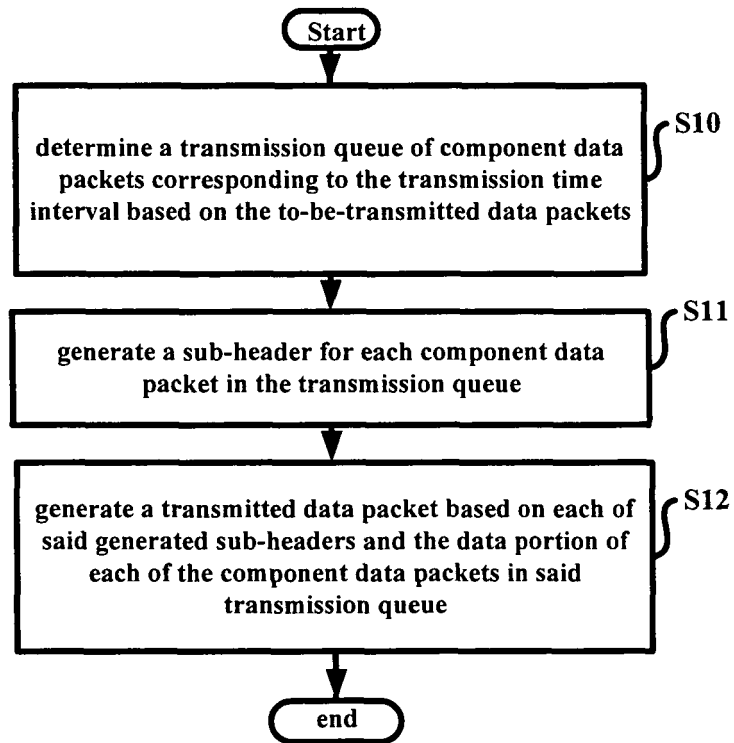 Start
determine a transmission queue of component data
packets corresponding to the transmission time
interval based on the to-be-transmitted data packets
S10
generate a sub-header for each component data
packet in the transmission queue
S11
generate a transmitted data packet based on each of
said generated sub-headers and the data portion of
each of the component data packets in said
transmission queue
S12
end